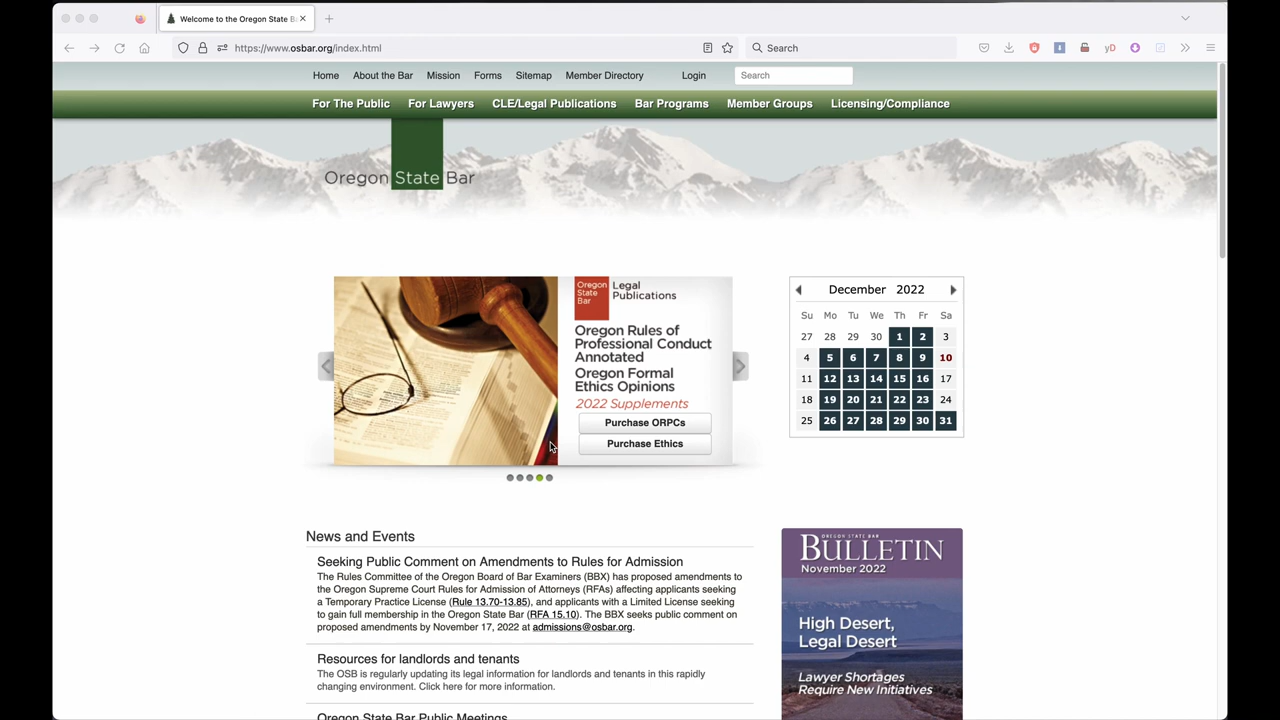 Welcome to the Oregon State B
https://www.osbar.org/index.html
Search
yD
Home About the Bar Mission Forms Sitemap Member Directory Login Search
For The Public For Lawyers CLE/Legal Publications Bar Programs Member Groups Licensing/Compliance
Oregon State Bar
Oregon
State
Bar
Legal
Publications
Oregon Rules of
Professional Conduct
Annotated
Oregon Formal
Ethics Opinions
2022 Supplements
Purchase ORPCs
Purchase Ethics
December 2022
Su Mo Tu We Th Fr Sa
27 28 29 30 1 2 3
4 5 6 7 8 9 10
11 12 13 14 15 16 17
18 19 20 21 22 23 24
25 26 27 28 29 30 31
News and Events
Seeking Public Comment on Amendments to Rules for Admission
The Rules Committee of the Oregon Board of Bar Examiners (BBX) has proposed amendments to
the Oregon Supreme Court Rules for Admission of Attorneys (RFAs) affecting applicants seeking
a Temporary Practice License (Rule 13.70-13.85), and applicants with a Limited License seeking
to gain full membership in the Oregon State Bar (RFA 15.10). The BBX seeks public comment on
proposed amendments by November 17, 2022 at admissions@osbar.org.
Resources for landlords and tenants
The OSB is regularly updating its legal information for landlords and tenants in this rapidly
changing environment. Click here for more information.
Oregon State Bar Public Meetings
OREGON STATE BAR
BULLETIN
November 2022
High Desert,
Legal Desert
Lawyer Shortages
Require New Initiatives